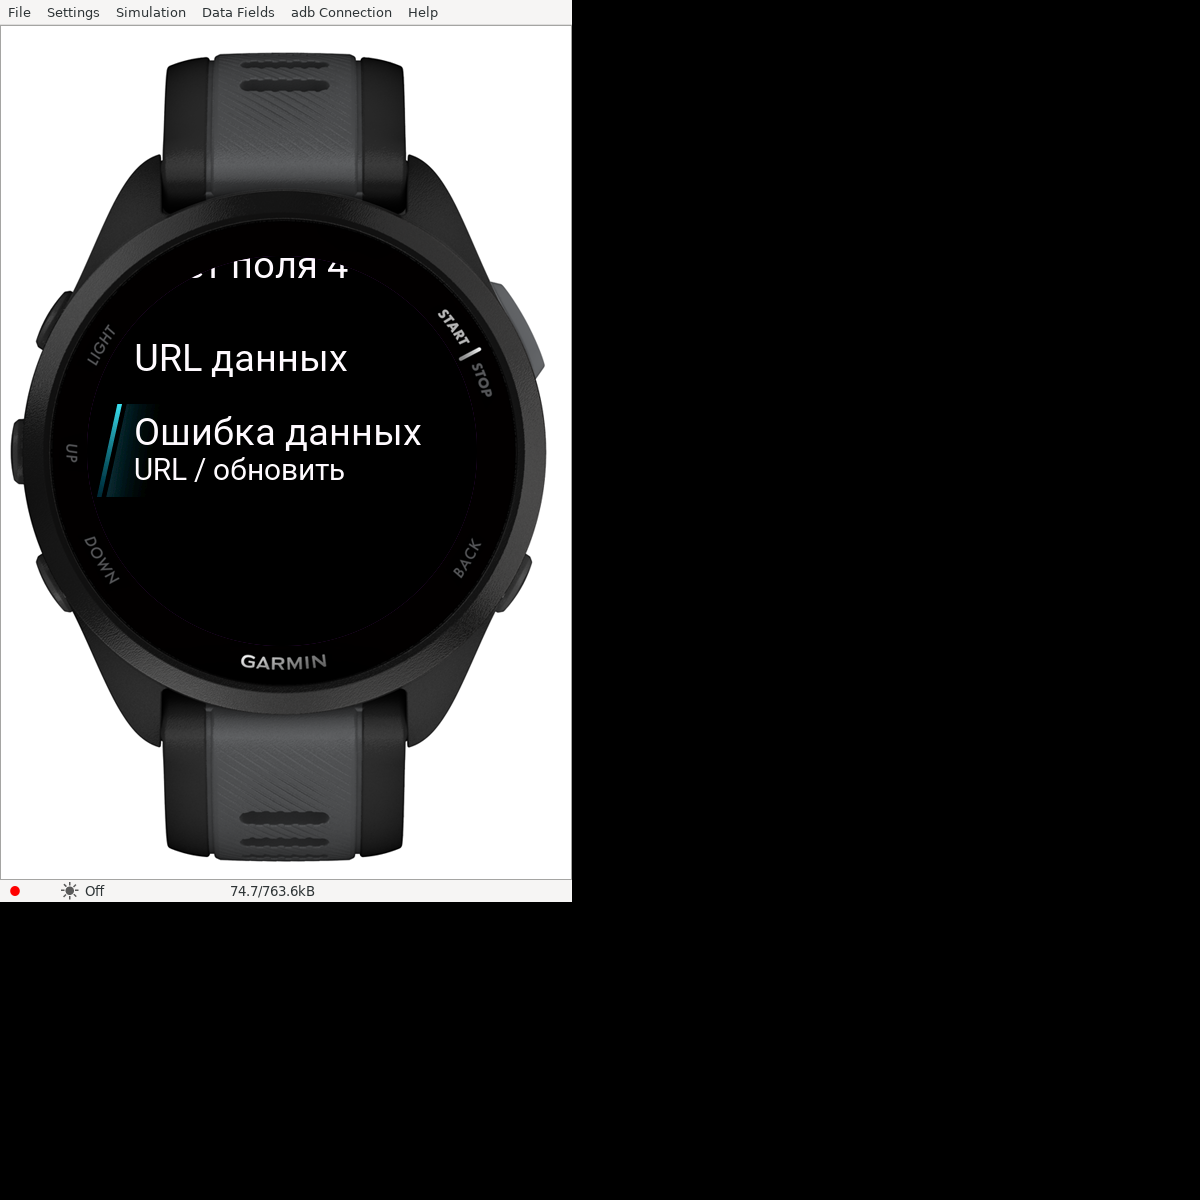 File Settings Simulation Data Fields adb Connection Help
поля 4
START
STOP
LIGHT
URL данных
Ошибка данных
URL / обновить
UP
DOWN
BACK
GARMIN
Off 74.7/763.6kB